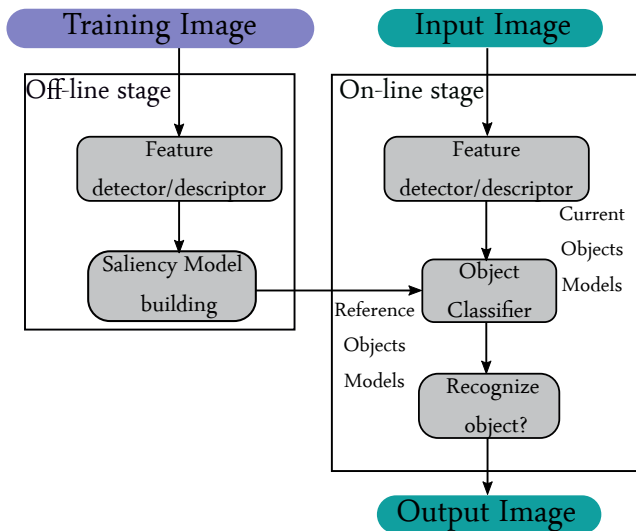 Training Image
Off-line stage
Feature
detector/descriptor
Saliency Model
building
Input Image
On-line stage
Feature
detector/descriptor
Current
Objects
Models
Object
Classifier
Reference
Objects
Models
Recognize
object?
Output Image